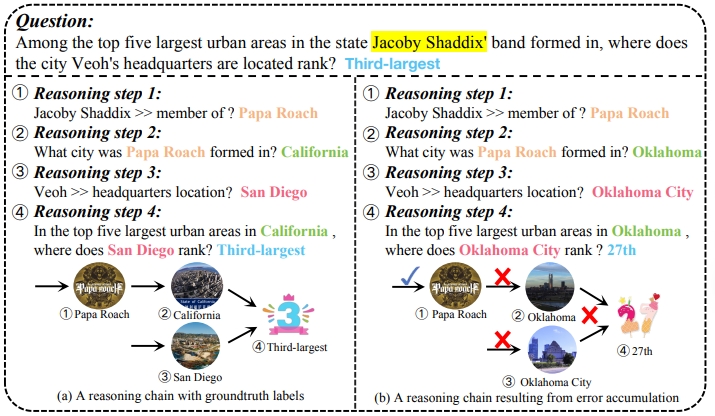 Question:
Among the top five largest urban areas in the state Jacoby Shaddix' band formed in, where does
the city Veoh's headquarters are located rank? Third-largest
① Reasoning step 1:
Jacoby Shaddix >> member of ? Papa Roach
② Reasoning step 2:
What city was Papa Roach formed in? California
③ Reasoning step 3:
Veoh >> headquarters location? San Diego
④ Reasoning step 4:
In the top five largest urban areas in California ,
where does San Diego rank? Third-largest
Papa roach
① Papa Roach
State of California
② California
③ San Diego
3
④ Third-largest
(a) A reasoning chain with groundtruth labels
① Reasoning step 1:
Jacoby Shaddix >> member of ? Papa Roach
② Reasoning step 2:
What city was Papa Roach formed in? Oklahoma
③ Reasoning step 3:
Veoh >> headquarters location? Oklahoma City
④ Reasoning step 4:
In the top five largest urban areas in Oklahoma ,
where does Oklahoma City rank ? 27th
Papa roach
① Papa Roach
② Oklahoma
③ Oklahoma City
27
④ 27th
(b) A reasoning chain resulting from error accumulation